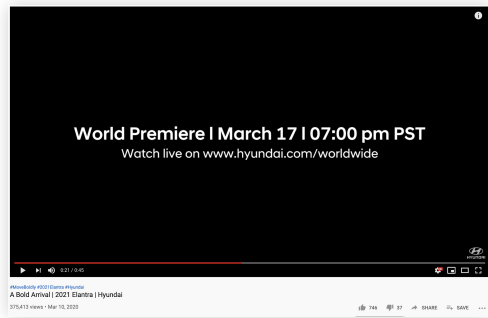 World Premiere I March 17 I 07:00 pm PST
Watch live on www.hyundai.com/worldwide
HYUNDAI
0:21 / 0:45
#MoveBoldly #2021Elantra #Hyundai
A Bold Arrival | 2021 Elantra | Hyundai
375,413 views • Mar 10, 2020
746
37
SHARE
SAVE